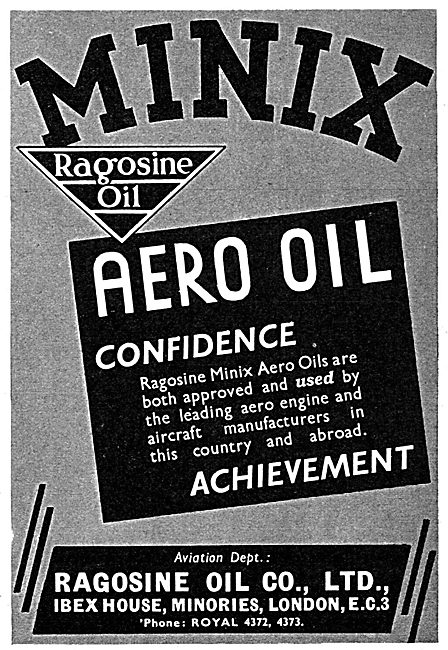 MINIX
Ragosine
Oil
AERO OIL
CONFIDENCE
Ragosine Minix Aero Oils are
both approved and used by
the leading aero engine and
aircraft manufacturers in
this country and abroad.
ACHIEVEMENT
Aviation Dept.:
RAGOSINE OIL CO., LTD.,
IBEX HOUSE, MINORIES, LONDON, E.C.3
'Phone: ROYAL 4372, 4373.